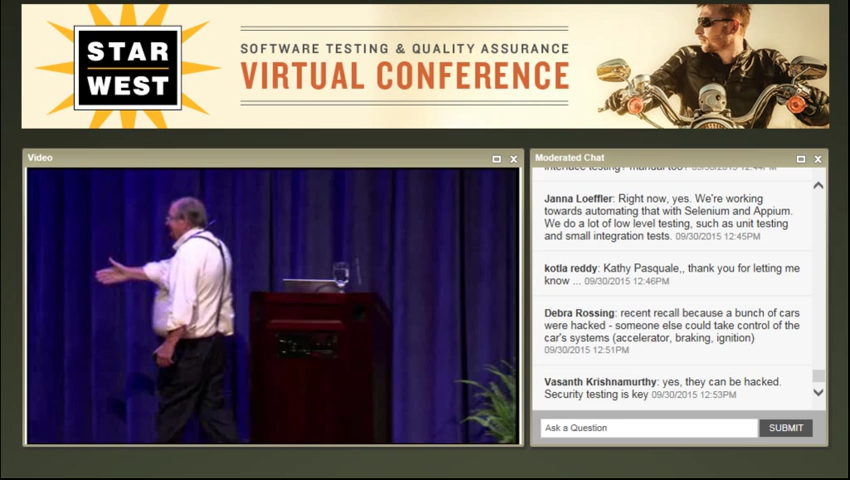 STAR
WEST
SOFTWARE TESTING & QUALITY ASSURANCE
VIRTUAL CONFERENCE
Video
Moderated Chat
Janna Loeffler: Right now, yes. We're working
towards automating that with Selenium and Appium.
We do a lot of low level testing, such as unit testing
and small integration tests. 09/30/2015 12:45PM
kotla reddy: Kathy Pasquale,, thank you for letting me
know ... 09/30/2015 12:46PM
Debra Rossing: recent recall because a bunch of cars
were hacked - someone else could take control of the
car's systems (accelerator, braking, ignition)
09/30/2015 12:51PM
Vasanth Krishnamurthy: yes, they can be hacked.
Security testing is key 09/30/2015 12:53PM
Ask a Question
SUBMIT